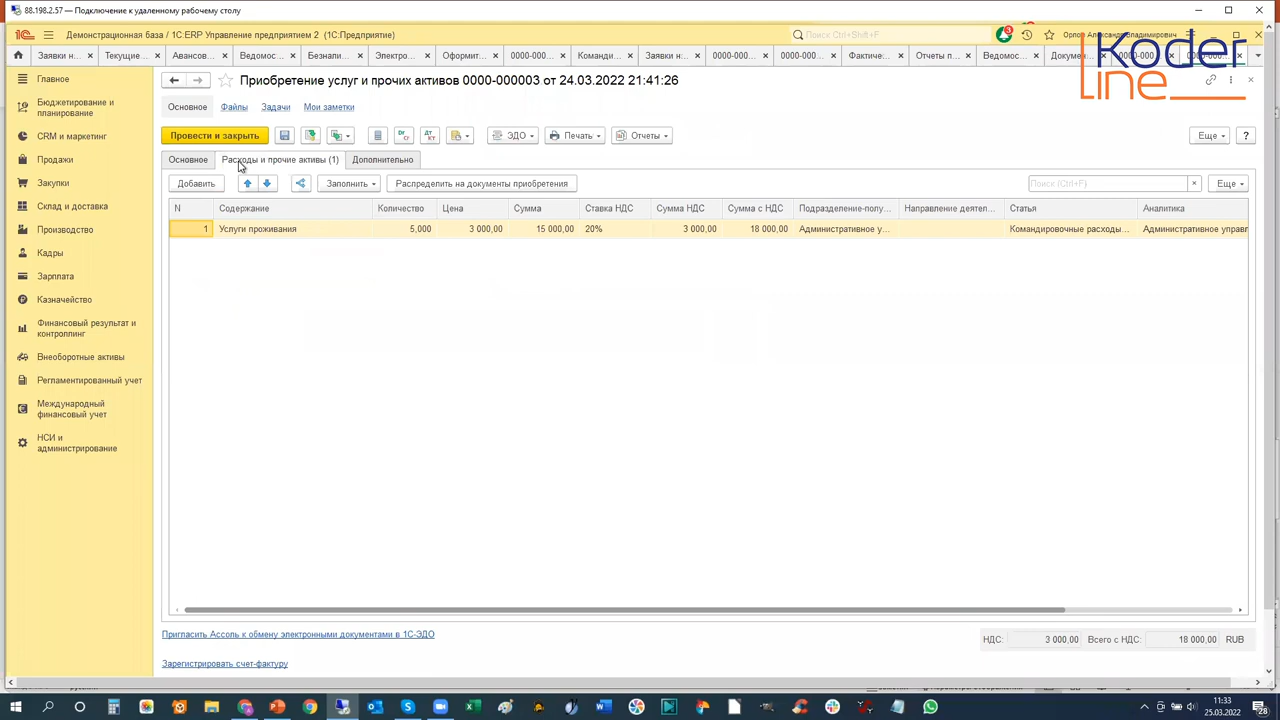 88.198.2.57 — Подключение к удаленному рабочему столу
Демонстрационная база / 1С:ERP Управление предприятием 2 (1С:Предприятие)
Поиск Ctrl+Shift+F
Орлов Александр Владимирович
Заявки н...
Текущие...
Авансов...
Ведомос...
Безнали...
Электро
Оформит...
0000-000...
Команди...
Заявки н...
0000-000...
0000-000...
Фактиче...
Отчеты п...
Ведомос...
Докумен...
0000-000...
0000-000...
Koder
Line
Главное
Бюджетирование и
планирование
CRM и маркетинг
Продажи
Закупки
Склад и доставка
Производство
Кадры
Зарплата
Казначейство
Финансовый результат и
контроллинг
Внеоборотные активы
Регламентированный учет
Международный
финансовый учет
НСИ и
администрирование
Приобретение услуг и прочих активов 0000-000003 от 24.03.2022 21:41:26
Основное Файлы Задачи Мои заметки
Провести и закрыть ЭДО Печать Отчеты Еще ?
Основное Расходы и прочие активы (1) Дополнительно
Добавить Заполнить Распределить на документы приобретения Поиск (Ctrl+F) × Еще
N Содержание Количество Цена Сумма Ставка НДС Сумма НДС Сумма с НДС Подразделение-полу... Направление деятел... Статья Аналитика
1 Услуги проживания 5,000 3 000,00 15 000,00 20% 3 000,00 18 000,00 Административное у... Командировочные расходы... Административное управл
Пригласить Ассоль к обмену электронными документами в 1С-ЭДО
НДС: 3 000,00 Всего с НДС: 18 000,00 RUB
Зарегистрировать счет-фактуру
11:33
25.03.2022
28